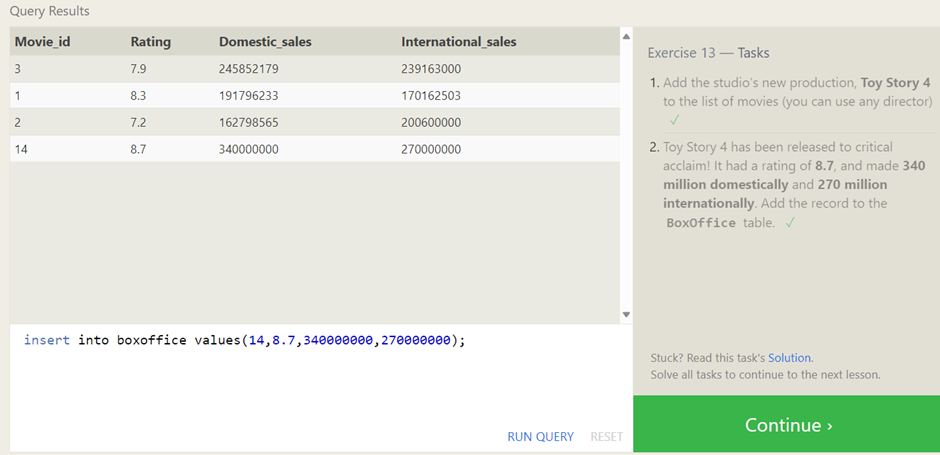 Query Results
Movie_id Rating Domestic_sales International_sales
3 7.9 245852179 239163000
1 8.3 191796233 170162503
2 7.2 162798565 200600000
14 8.7 340000000 270000000
insert into boxoffice values(14,8.7,340000000,270000000);
RUN QUERY RESET
Exercise 13 — Tasks
1. Add the studio's new production, Toy Story 4
to the list of movies (you can use any director)
✓
2. Toy Story 4 has been released to critical
acclaim! It had a rating of 8.7, and made 340
million domestically and 270 million
internationally. Add the record to the
BoxOffice table. ✓
Stuck? Read this task's Solution.
Solve all tasks to continue to the next lesson.
Continue ›